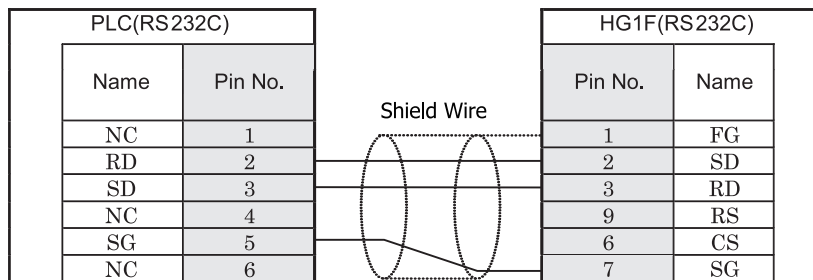 PLC(RS232C) HG1F(RS232C)
Name Pin No. Pin No. Name
Shield Wire
NC 1 1 FG
RD 2 2 SD
SD 3 3 RD
NC 4 9 RS
SG 5 6 CS
NC 6 7 SG